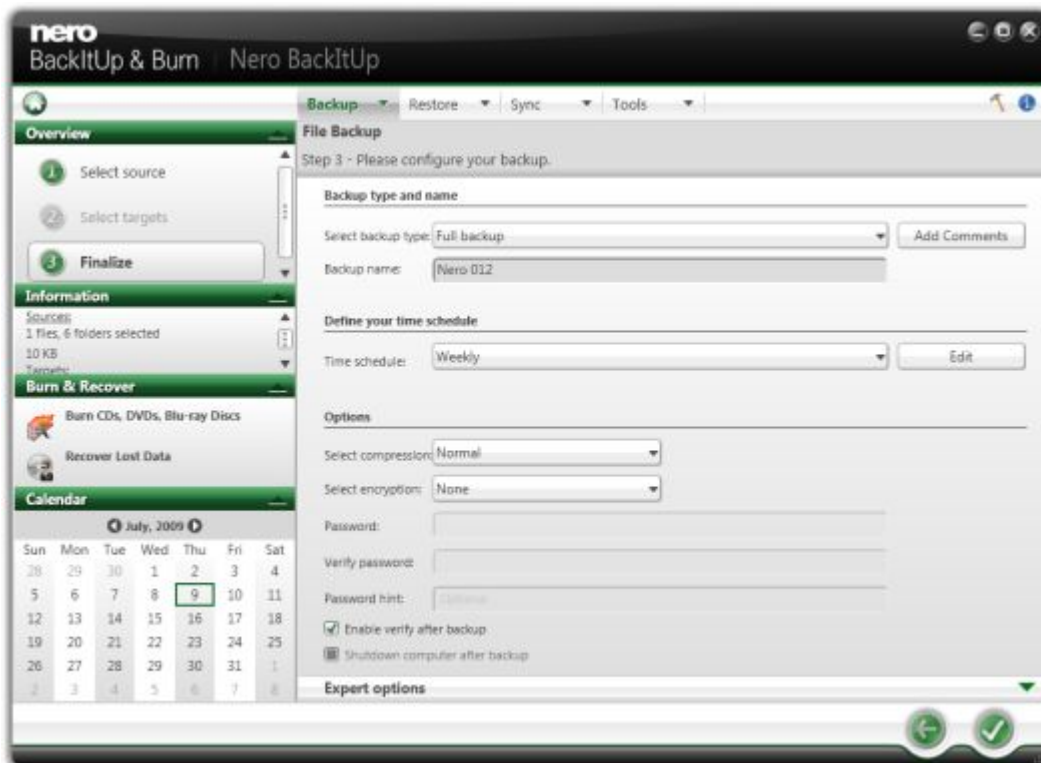 nero
BackItUp & Burn | Nero BackItUp
Backup Restore Sync Tools
Overview
1 Select source
2 Select targets
3 Finalize
Information
Sources:
1 files, 6 folders selected
10 KB
Targets:
Burn & Recover
Burn CDs, DVDs, Blu-ray Discs
Recover Lost Data
Calendar
July, 2009
Sun Mon Tue Wed Thu Fri Sat
28 29 30 1 2 3 4
5 6 7 8 9 10 11
12 13 14 15 16 17 18
19 20 21 22 23 24 25
26 27 28 29 30 31 1
2 3 4 5 6 7 8
File Backup
Step 3 - Please configure your backup.
Backup type and name
Select backup type: Full backup Add Comments
Backup name: Nero 012
Define your time schedule
Time schedule: Weekly Edit
Options
Select compression: Normal
Select encryption: None
Password:
Verify password:
Password hint: Optional
Enable verify after backup
Shutdown computer after backup
Expert options